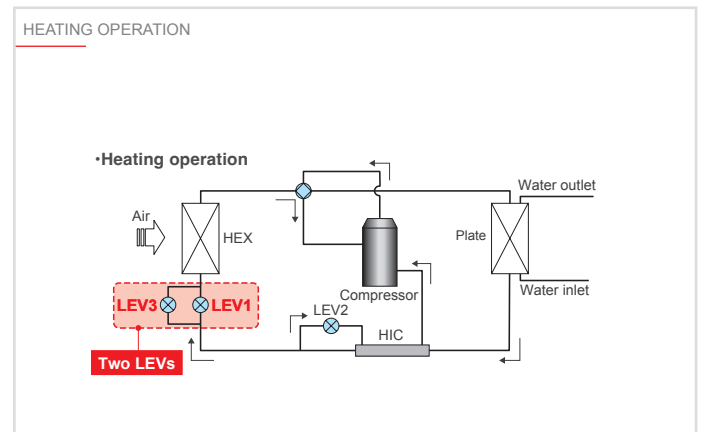 HEATING OPERATION
・Heating operation
Water outlet
Air
HEX
Plate
Compressor
Water inlet
LEV3
LEV1
LEV2
HIC
Two LEVs